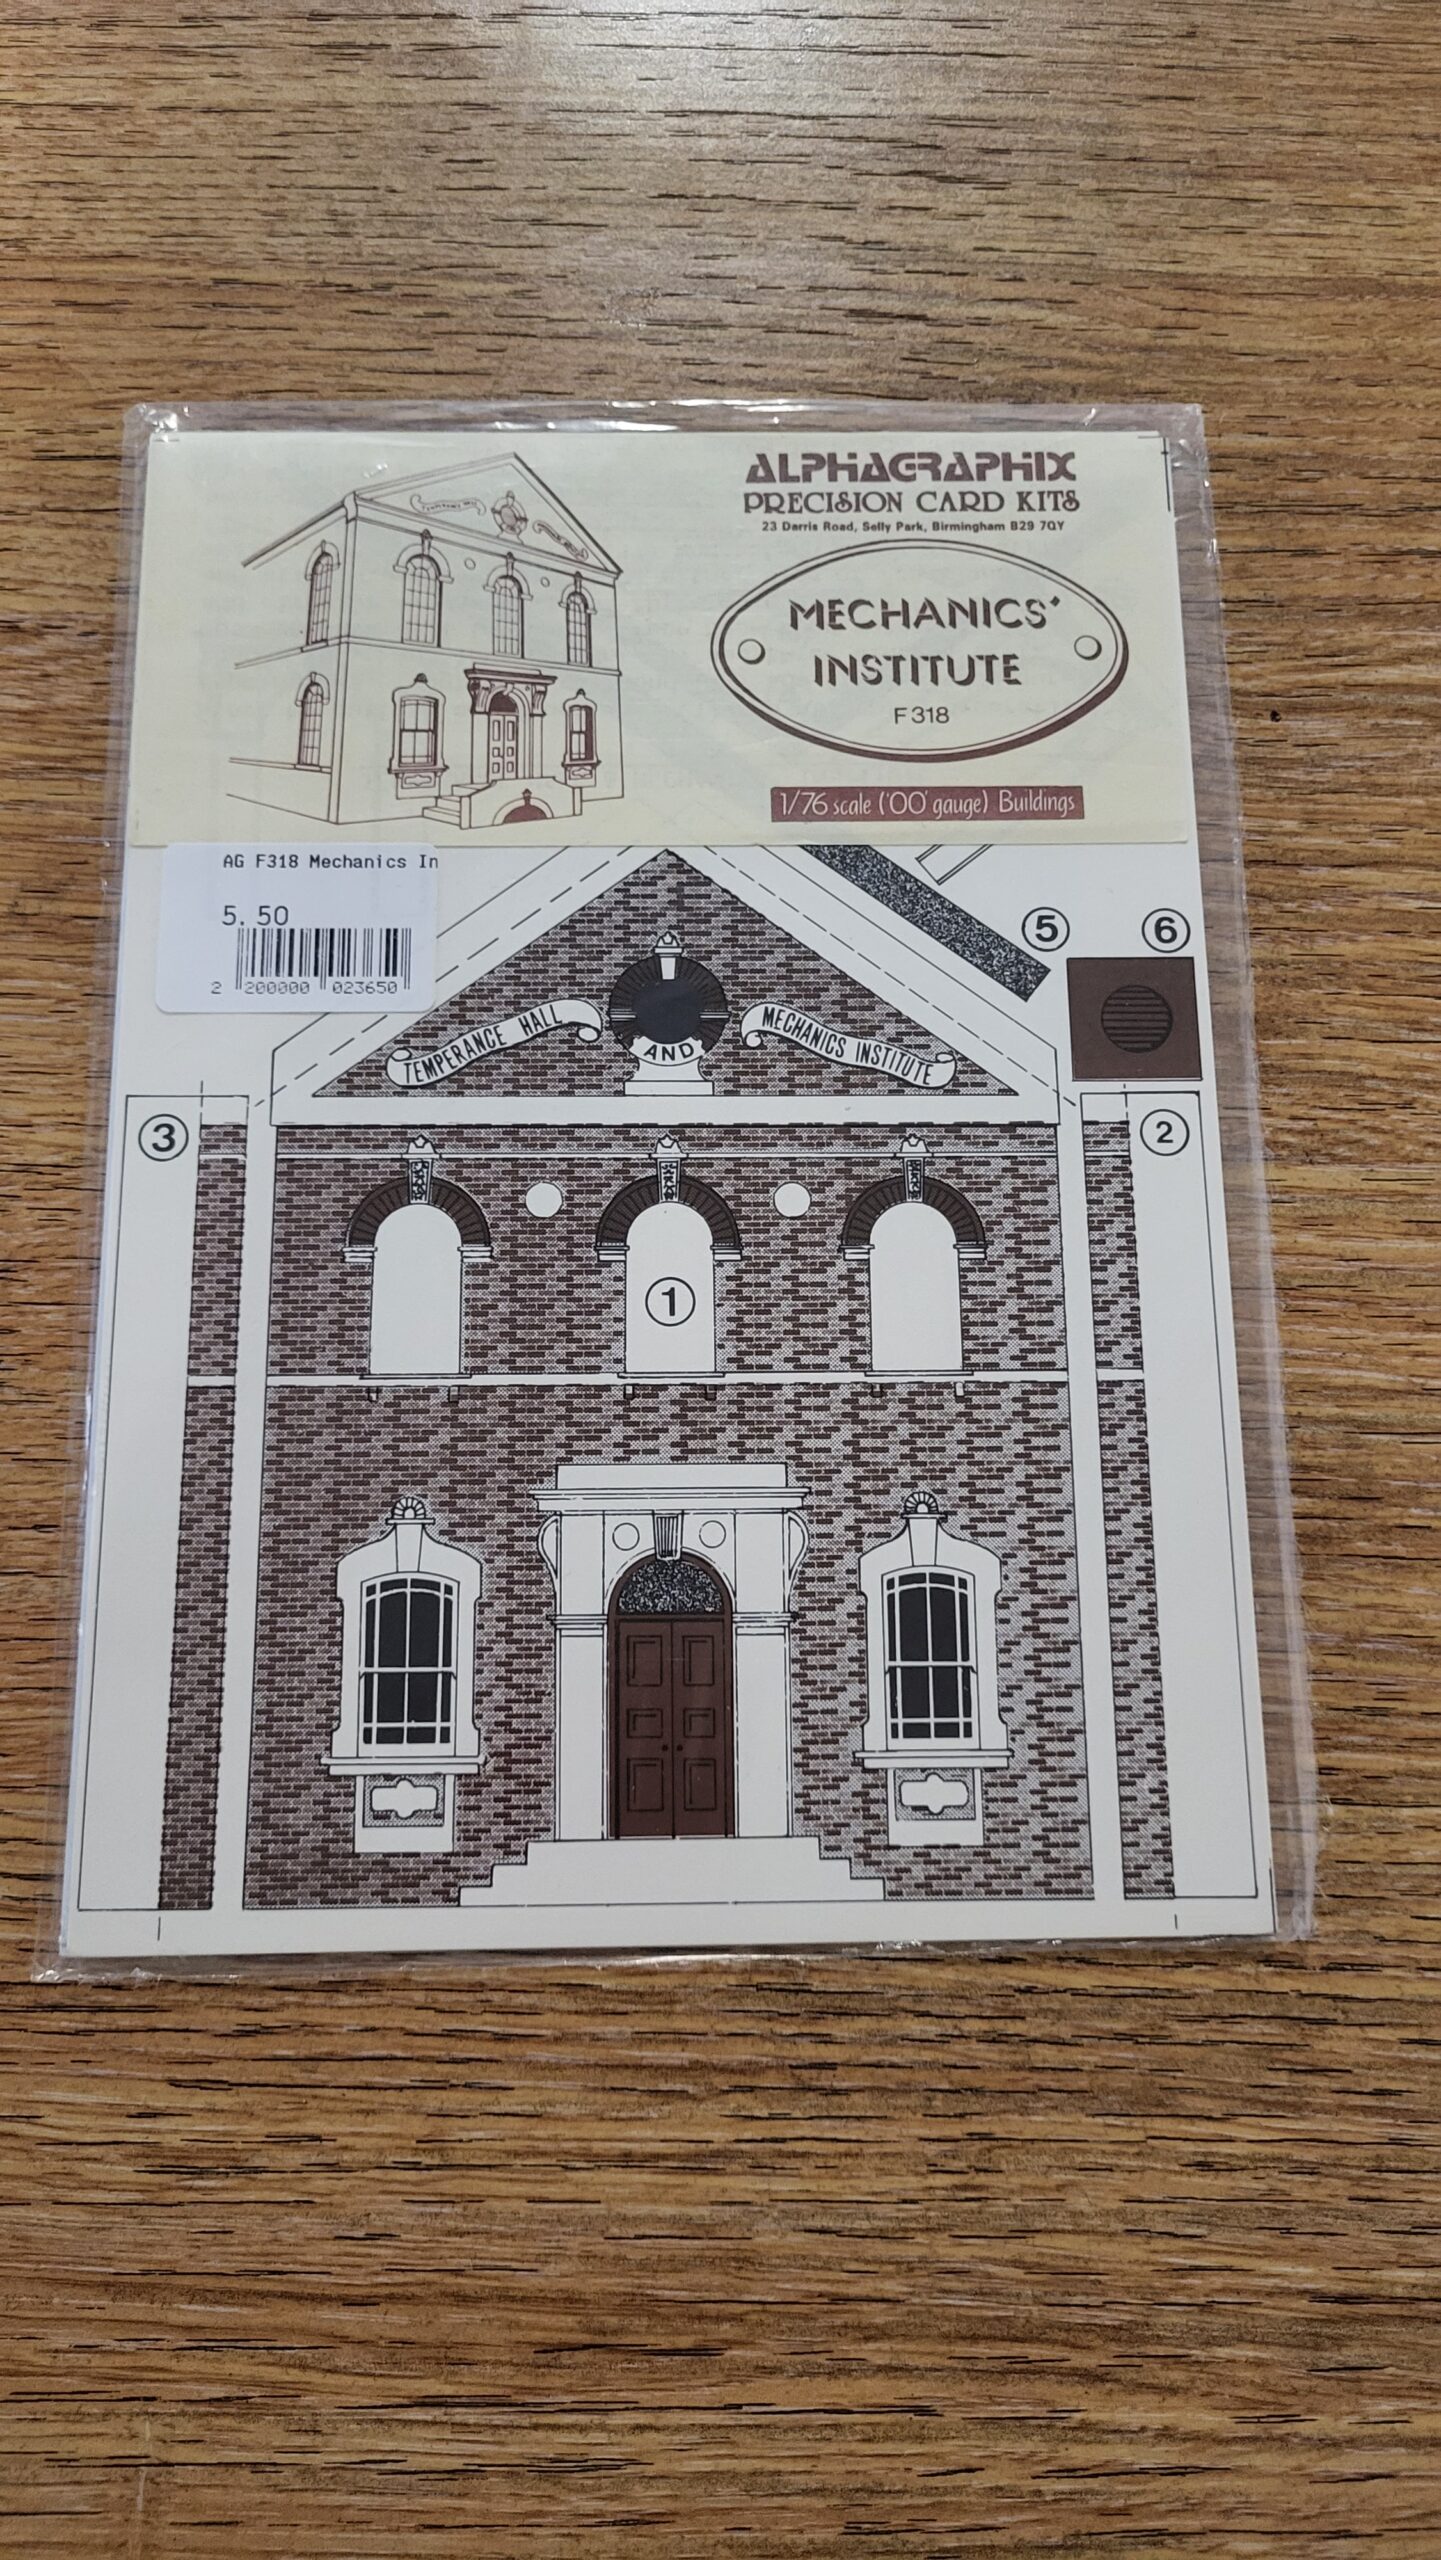 ALPHAGRAPHIX
PRECISION CARD KITS
23 Darris Road, Selly Park, Birmingham B29 7QY
MECHANICS'
INSTITUTE
F318
1/76 scale ('OO' gauge) Buildings
AG F318 Mechanics In
5.50
2 200000 023650
5
6
TEMPERANCE HALL
AND
MECHANICS INSTITUTE
3
2
1